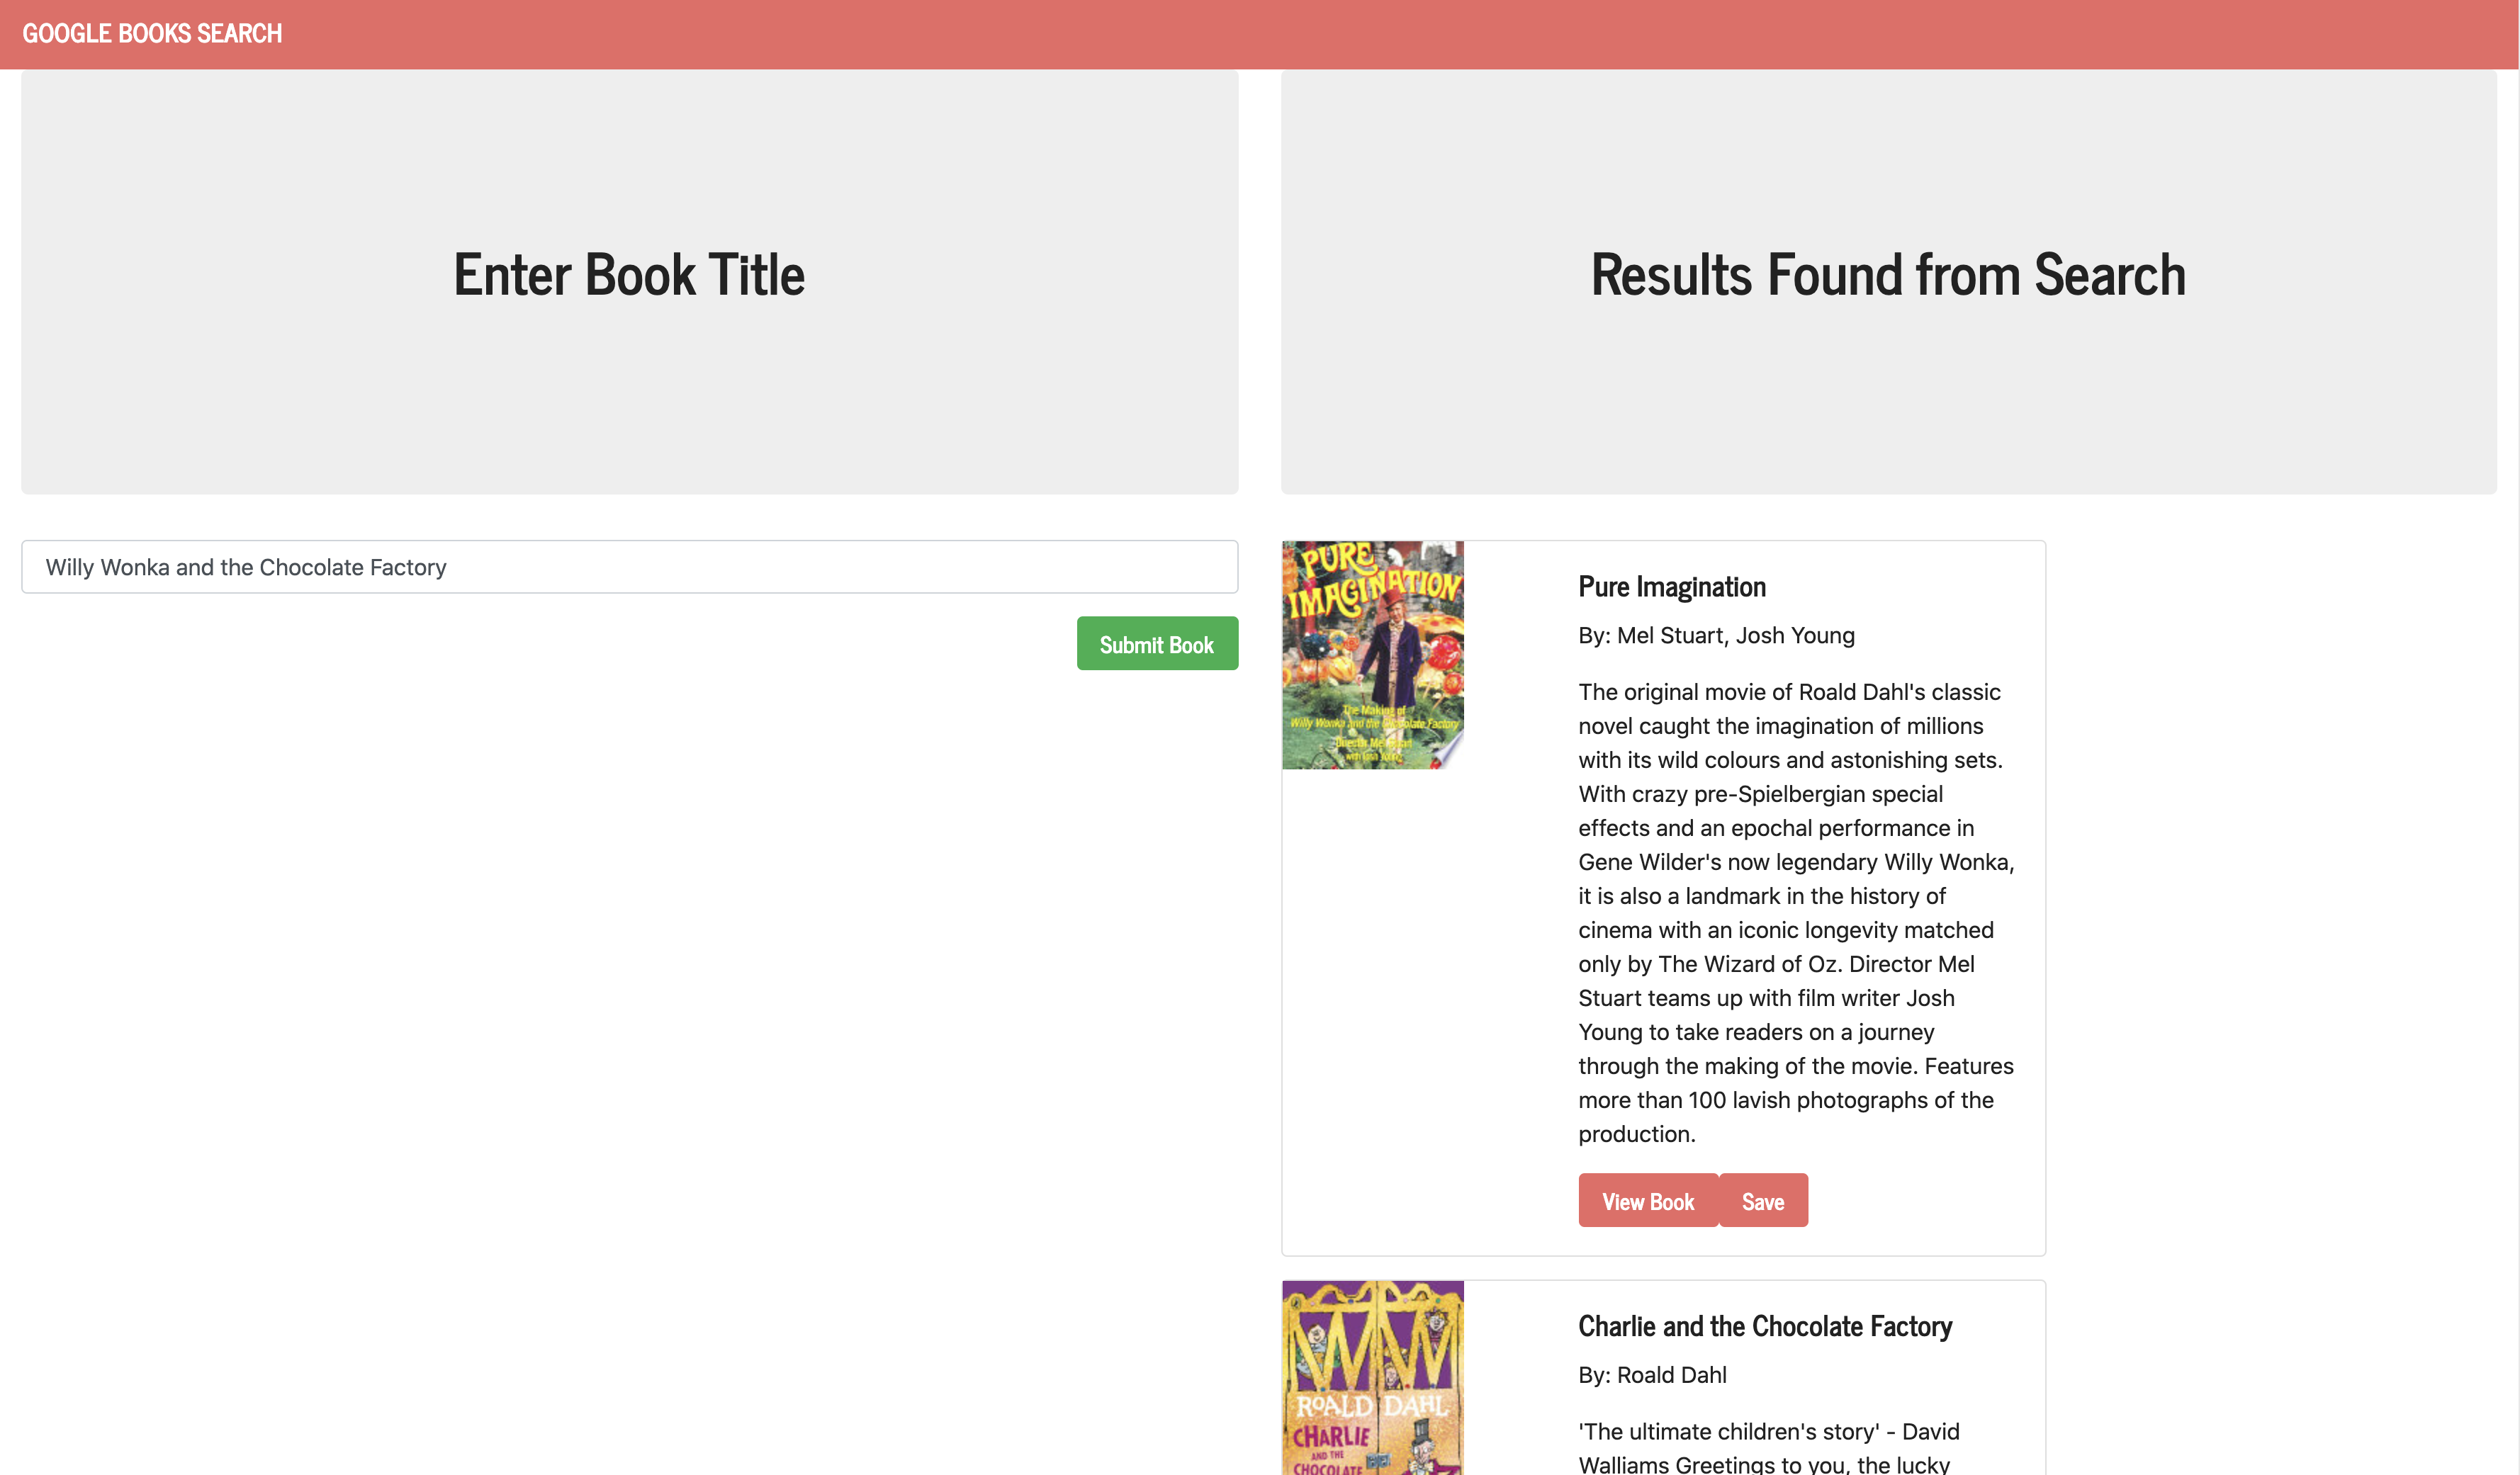 GOOGLE BOOKS SEARCH
Enter Book Title
Results Found from Search
Willy Wonka and the Chocolate Factory
Submit Book
PURE
IMAGINATION
The Making of
Willy Wonka and the Chocolate Factory
Director Mel Stuart
with Josh Young
Pure Imagination
By: Mel Stuart, Josh Young
The original movie of Roald Dahl's classic
novel caught the imagination of millions
with its wild colours and astonishing sets.
With crazy pre-Spielbergian special
effects and an epochal performance in
Gene Wilder's now legendary Willy Wonka,
it is also a landmark in the history of
cinema with an iconic longevity matched
only by The Wizard of Oz. Director Mel
Stuart teams up with film writer Josh
Young to take readers on a journey
through the making of the movie. Features
more than 100 lavish photographs of the
production.
View Book
Save
ROALD DAHL
CHARLIE
AND THE
CHOCOLATE
Charlie and the Chocolate Factory
By: Roald Dahl
'The ultimate children's story' - David
Walliams Greetings to you, the lucky